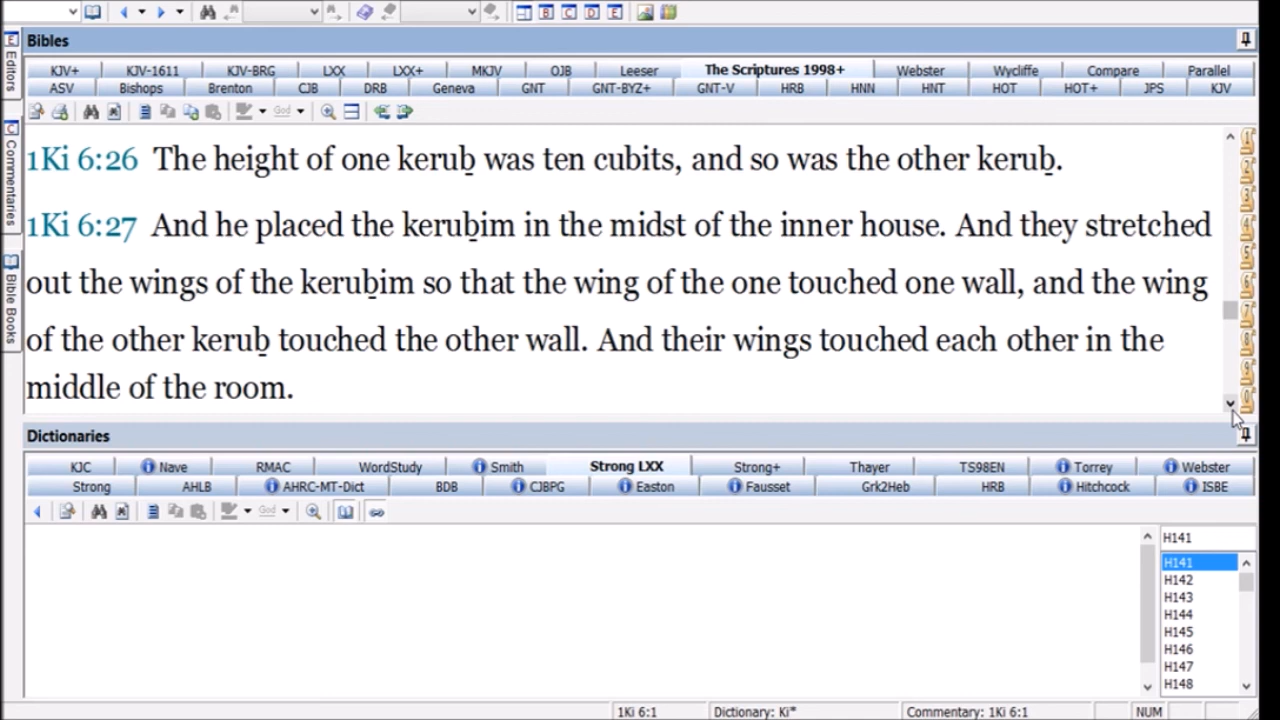 Bibles
KJV+ KJV-1611 KJV-BRG LXX LXX+ MKJV OJB Leeser The Scriptures 1998+ Webster Wycliffe Compare Parallel
ASV Bishops Brenton CJB DRB Geneva GNT GNT-BYZ+ GNT-V HRB HNN HNT HOT HOT+ JPS KJV
God
1Ki 6:26 The height of one keruḇ was ten cubits, and so was the other keruḇ.
1Ki 6:27 And he placed the keruḇim in the midst of the inner house. And they stretched
out the wings of the keruḇim so that the wing of the one touched one wall, and the wing
of the other keruḇ touched the other wall. And their wings touched each other in the
middle of the room.
Editors
Commentaries
Bible Books
Dictionaries
KJC Nave RMAC WordStudy Smith Strong LXX Strong+ Thayer TS98EN Torrey Webster
Strong AHLB AHRC-MT-Dict BDB CJBPG Easton Fausset Grk2Heb HRB Hitchcock ISBE
God
H141
H141
H142
H143
H144
H145
H146
H147
H148
1Ki 6:1 Dictionary: Ki* Commentary: 1Ki 6:1 NUM